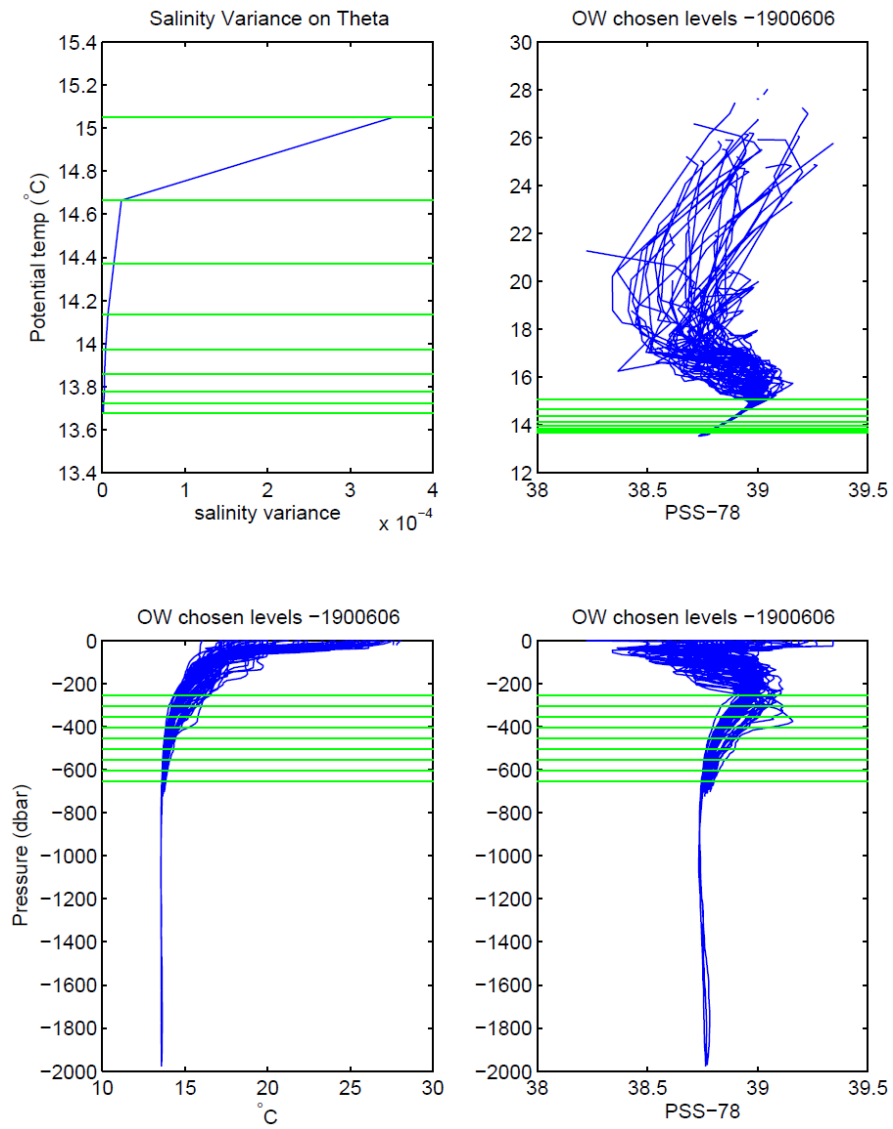 Salinity Variance on Theta
15.4
15.2
15
14.8
14.6
14.4
14.2
14
13.8
13.6
13.4
Potential temp (°C)
0 1 2 3 4
salinity variance
x 10⁻⁴
OW chosen levels −1900606
30
28
26
24
22
20
18
16
14
12
38 38.5 39 39.5
PSS−78
OW chosen levels −1900606
0
−200
−400
−600
−800
−1000
−1200
−1400
−1600
−1800
−2000
Pressure (dbar)
10 15 20 25 30
°C
OW chosen levels −1900606
0
−200
−400
−600
−800
−1000
−1200
−1400
−1600
−1800
−2000
38 38.5 39 39.5
PSS−78